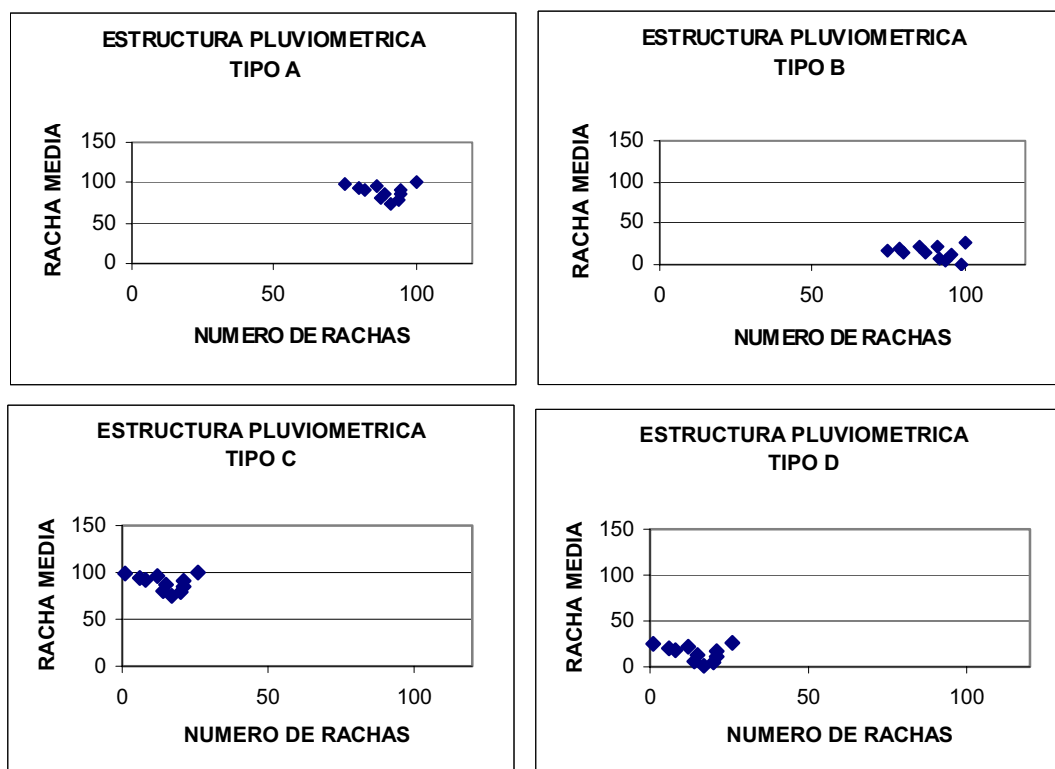 ESTRUCTURA PLUVIOMETRICA
TIPO A
RACHA MEDIA
150
100
50
0
0 50 100
NUMERO DE RACHAS
ESTRUCTURA PLUVIOMETRICA
TIPO B
RACHA MEDIA
150
100
50
0
0 50 100
NUMERO DE RACHAS
ESTRUCTURA PLUVIOMETRICA
TIPO C
RACHA MEDIA
150
100
50
0
0 50 100
NUMERO DE RACHAS
ESTRUCTURA PLUVIOMETRICA
TIPO D
RACHA MEDIA
150
100
50
0
0 50 100
NUMERO DE RACHAS